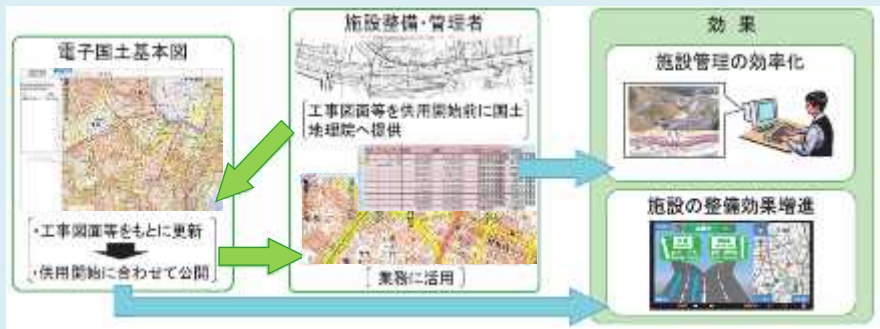 電子国土基本図
・工事図面等をもとに更新
・供用開始に合わせて公開
施設整備・管理者
工事図面等を供用開始前に国土
地理院へ提供
業務に活用
効 果
施設管理の効率化
施設の整備効果増進